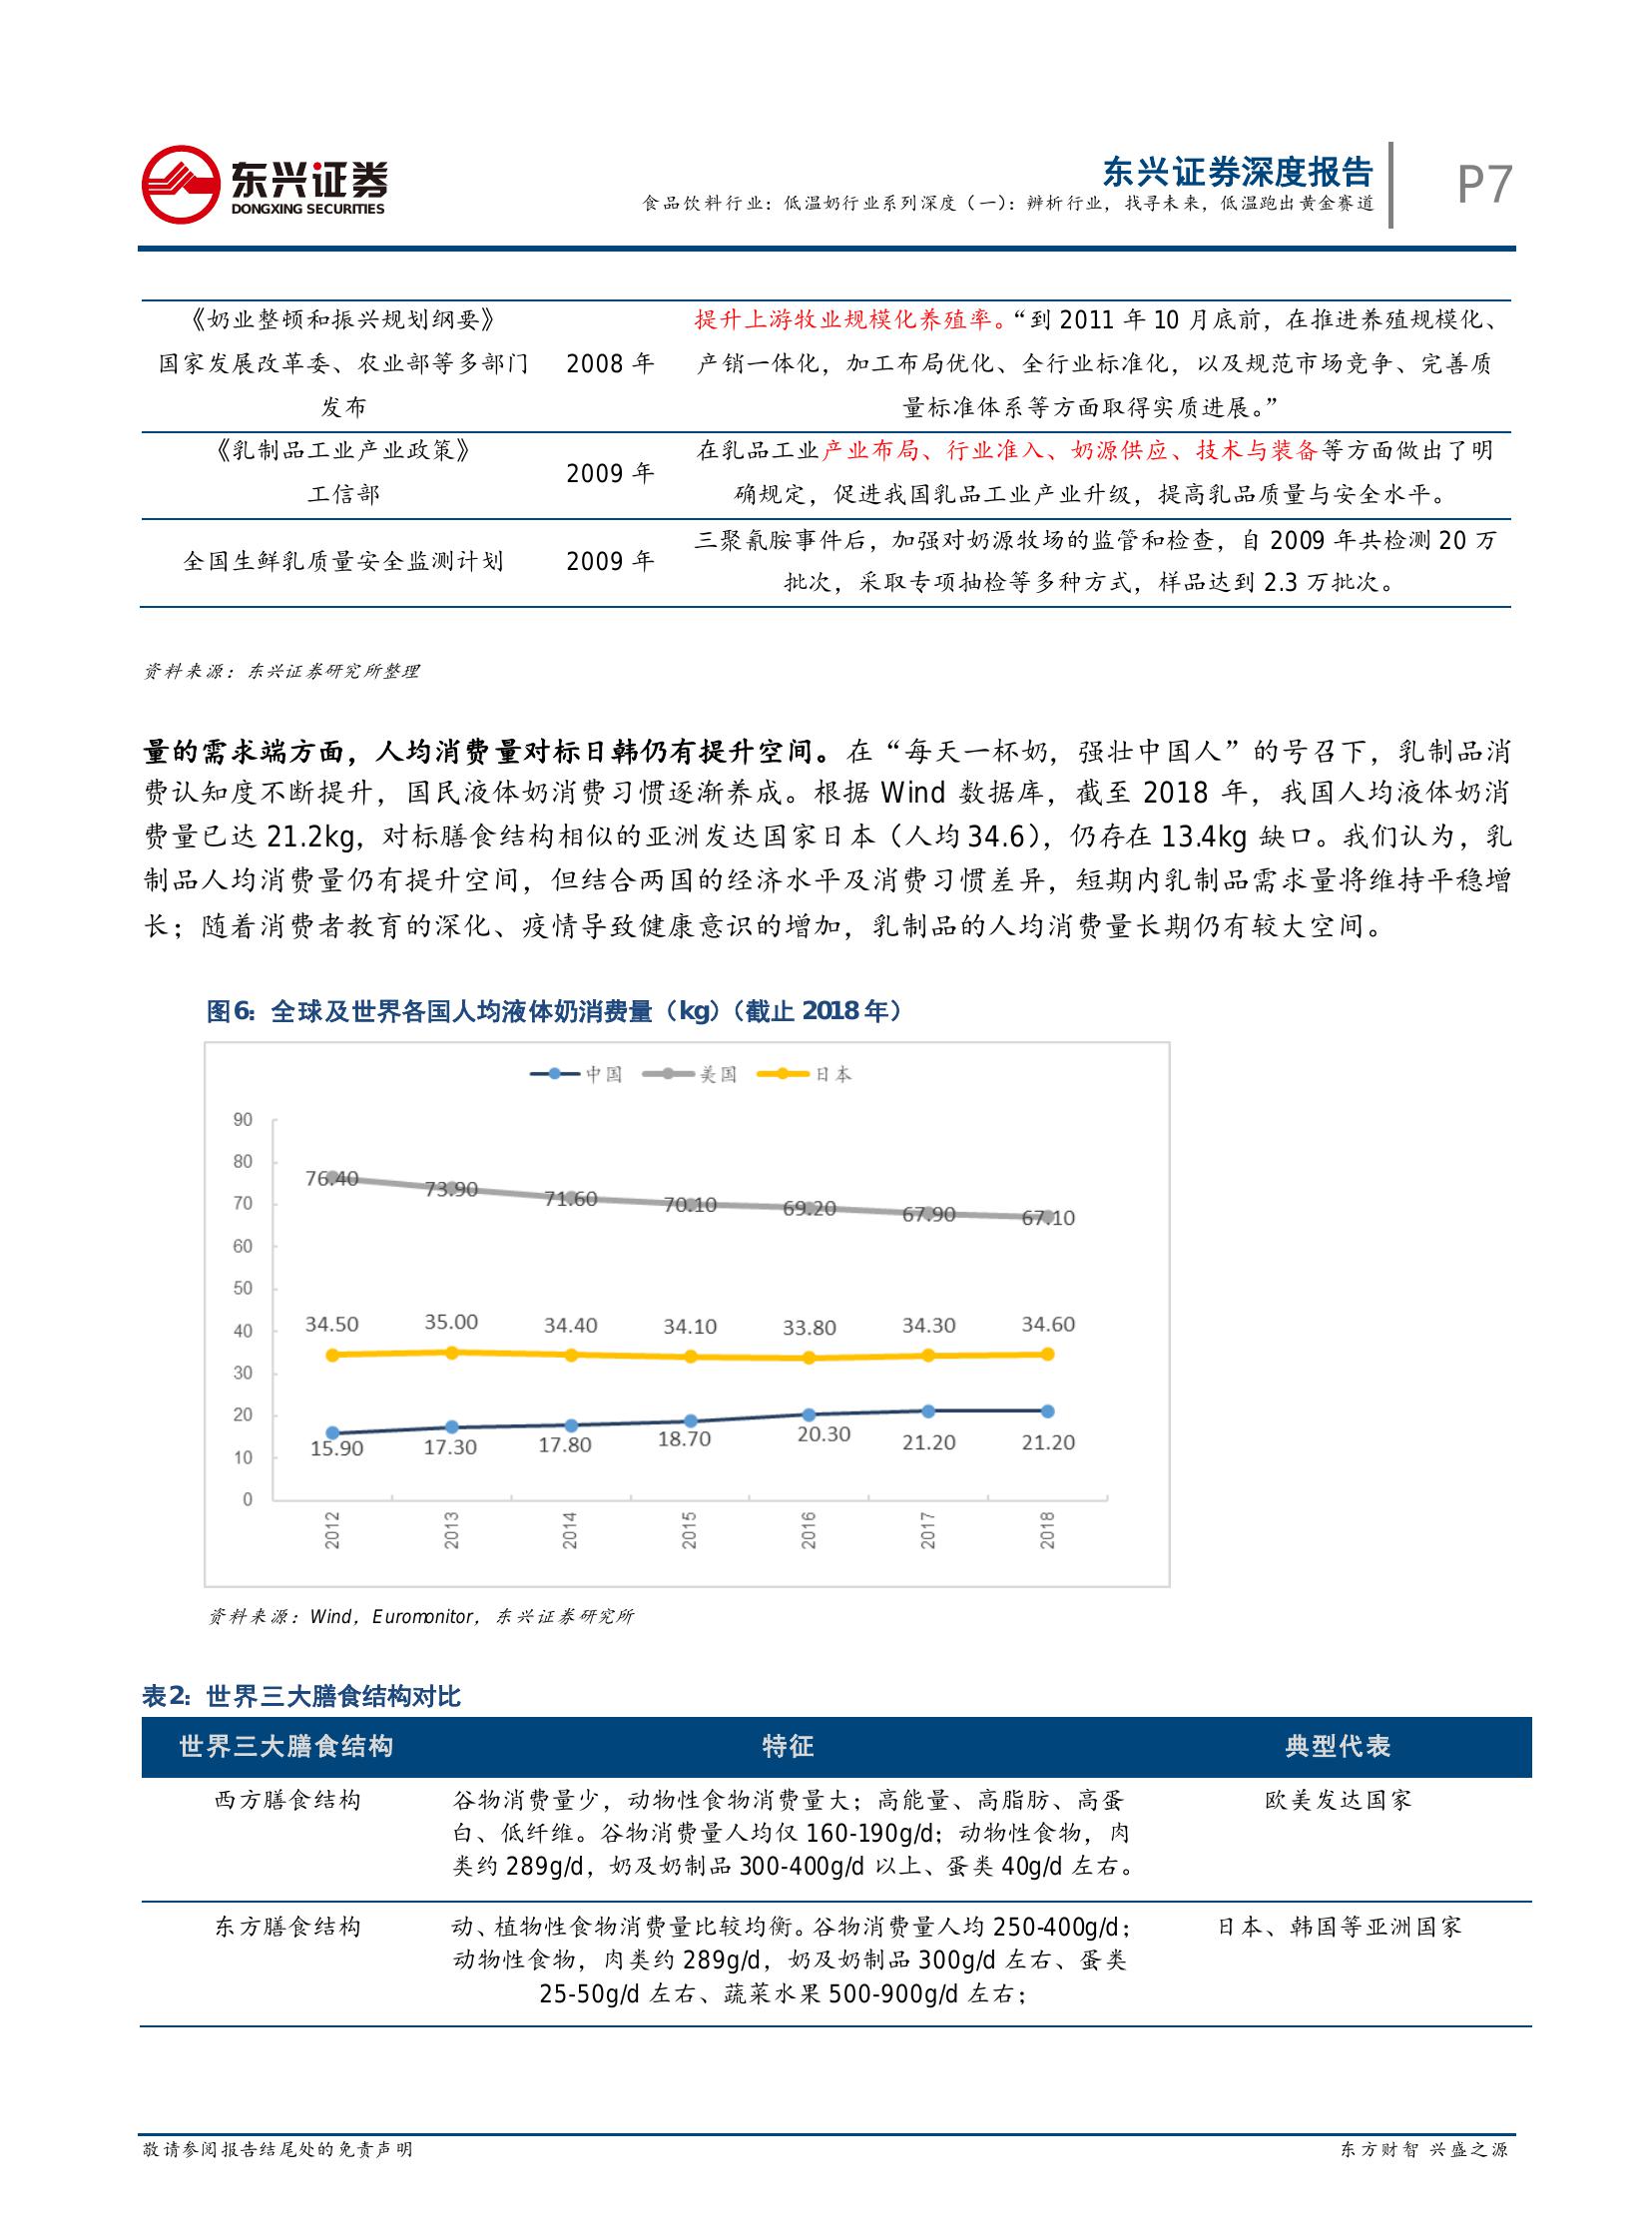 东兴证券
DONGXING SECURITIES
东兴证券深度报告
食品饮料行业：低温奶行业系列深度（一）：辨析行业，找寻未来，低温跑出黄金赛道
P7
《奶业整顿和振兴规划纲要》
国家发展改革委、农业部等多部门
发布
2008 年
提升上游牧业规模化养殖率。“到 2011 年 10 月底前，在推进养殖规模化、
产销一体化，加工布局优化、全行业标准化，以及规范市场竞争、完善质
量标准体系等方面取得实质进展。”
《乳制品工业产业政策》
工信部
2009 年
在乳品工业产业布局、行业准入、奶源供应、技术与装备等方面做出了明
确规定，促进我国乳品工业产业升级，提高乳品质量与安全水平。
全国生鲜乳质量安全监测计划
2009 年
三聚氰胺事件后，加强对奶源牧场的监管和检查，自 2009 年共检测 20 万
批次，采取专项抽检等多种方式，样品达到 2.3 万批次。
资料来源：东兴证券研究所整理
量的需求端方面，人均消费量对标日韩仍有提升空间。在“每天一杯奶，强壮中国人”的号召下，乳制品消
费认知度不断提升，国民液体奶消费习惯逐渐养成。根据 Wind 数据库，截至 2018 年，我国人均液体奶消
费量已达 21.2kg，对标膳食结构相似的亚洲发达国家日本（人均 34.6），仍存在 13.4kg 缺口。我们认为，乳
制品人均消费量仍有提升空间，但结合两国的经济水平及消费习惯差异，短期内乳制品需求量将维持平稳增
长；随着消费者教育的深化、疫情导致健康意识的增加，乳制品的人均消费量长期仍有较大空间。
图6：全球及世界各国人均液体奶消费量（kg）（截止 2018 年）
中国 美国 日本
90
80
70
60
50
40
30
20
10
0
76.40 73.90 71.60 70.10 69.20 67.90 67.10
34.50 35.00 34.40 34.10 33.80 34.30 34.60
15.90 17.30 17.80 18.70 20.30 21.20 21.20
2012 2013 2014 2015 2016 2017 2018
资料来源：Wind，Euromonitor，东兴证券研究所
表2：世界三大膳食结构对比
世界三大膳食结构 特征 典型代表
西方膳食结构
谷物消费量少，动物性食物消费量大；高能量、高脂肪、高蛋
白、低纤维。谷物消费量人均仅 160-190g/d；动物性食物，肉
类约 289g/d，奶及奶制品 300-400g/d 以上、蛋类 40g/d 左右。
欧美发达国家
东方膳食结构
动、植物性食物消费量比较均衡。谷物消费量人均 250-400g/d；
动物性食物，肉类约 289g/d，奶及奶制品 300g/d 左右、蛋类
25-50g/d 左右、蔬菜水果 500-900g/d 左右；
日本、韩国等亚洲国家
敬请参阅报告结尾处的免责声明
东方财智 兴盛之源